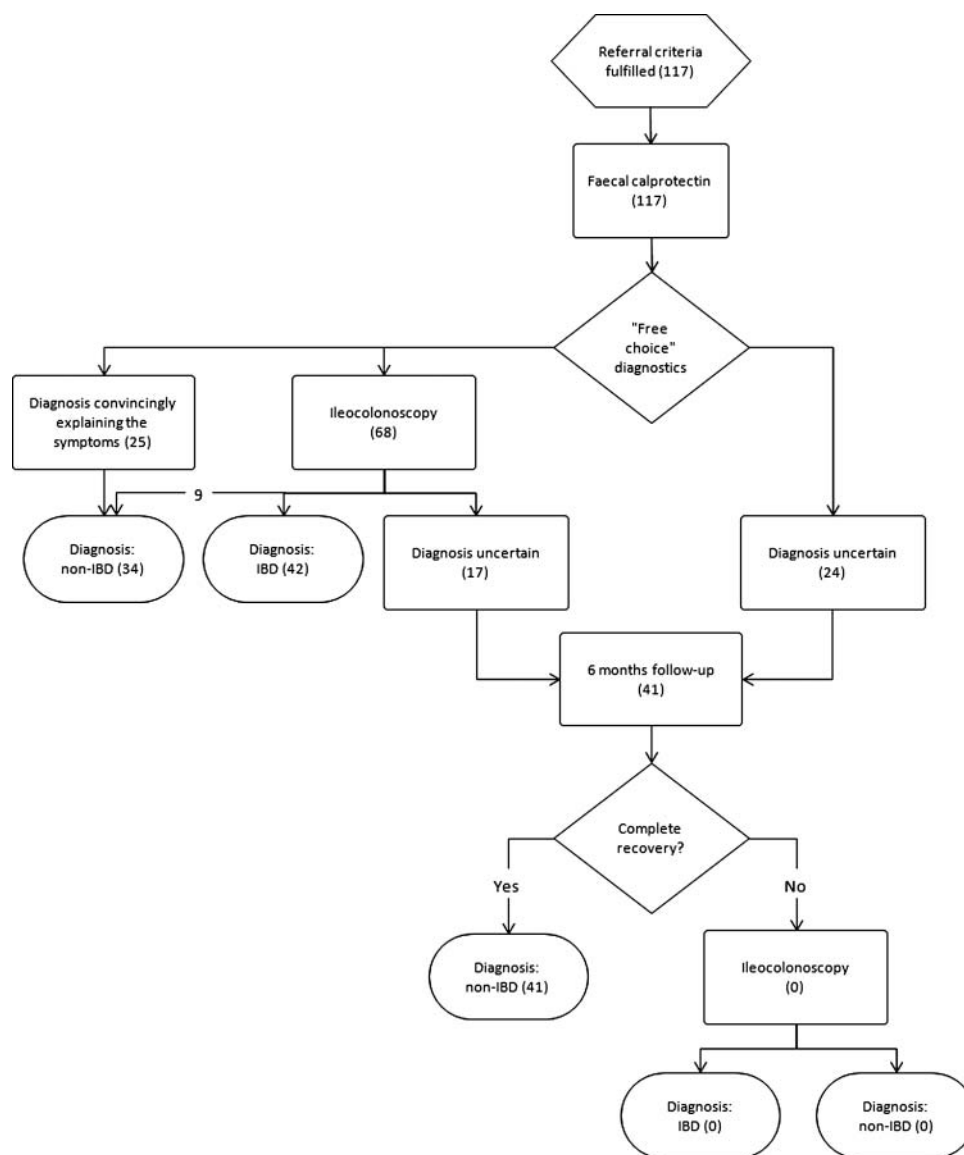 Referral criteria
fulfilled (117)
Faecal calprotectin
(117)
"Free
choice"
diagnostics
Diagnosis convincingly
explaining the
symptoms (25)
Ileocolonoscopy
(68)
9
Diagnosis:
non-IBD (34)
Diagnosis:
IBD (42)
Diagnosis uncertain
(17)
Diagnosis uncertain
(24)
6 months follow-up
(41)
Complete
recovery?
Yes
No
Diagnosis:
non-IBD (41)
Ileocolonoscopy
(0)
Diagnosis:
IBD (0)
Diagnosis:
non-IBD (0)